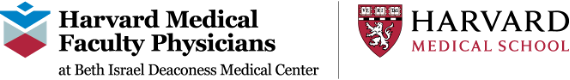 Harvard Medical
Faculty Physicians
at Beth Israel Deaconess Medical Center
HARVARD
MEDICAL SCHOOL